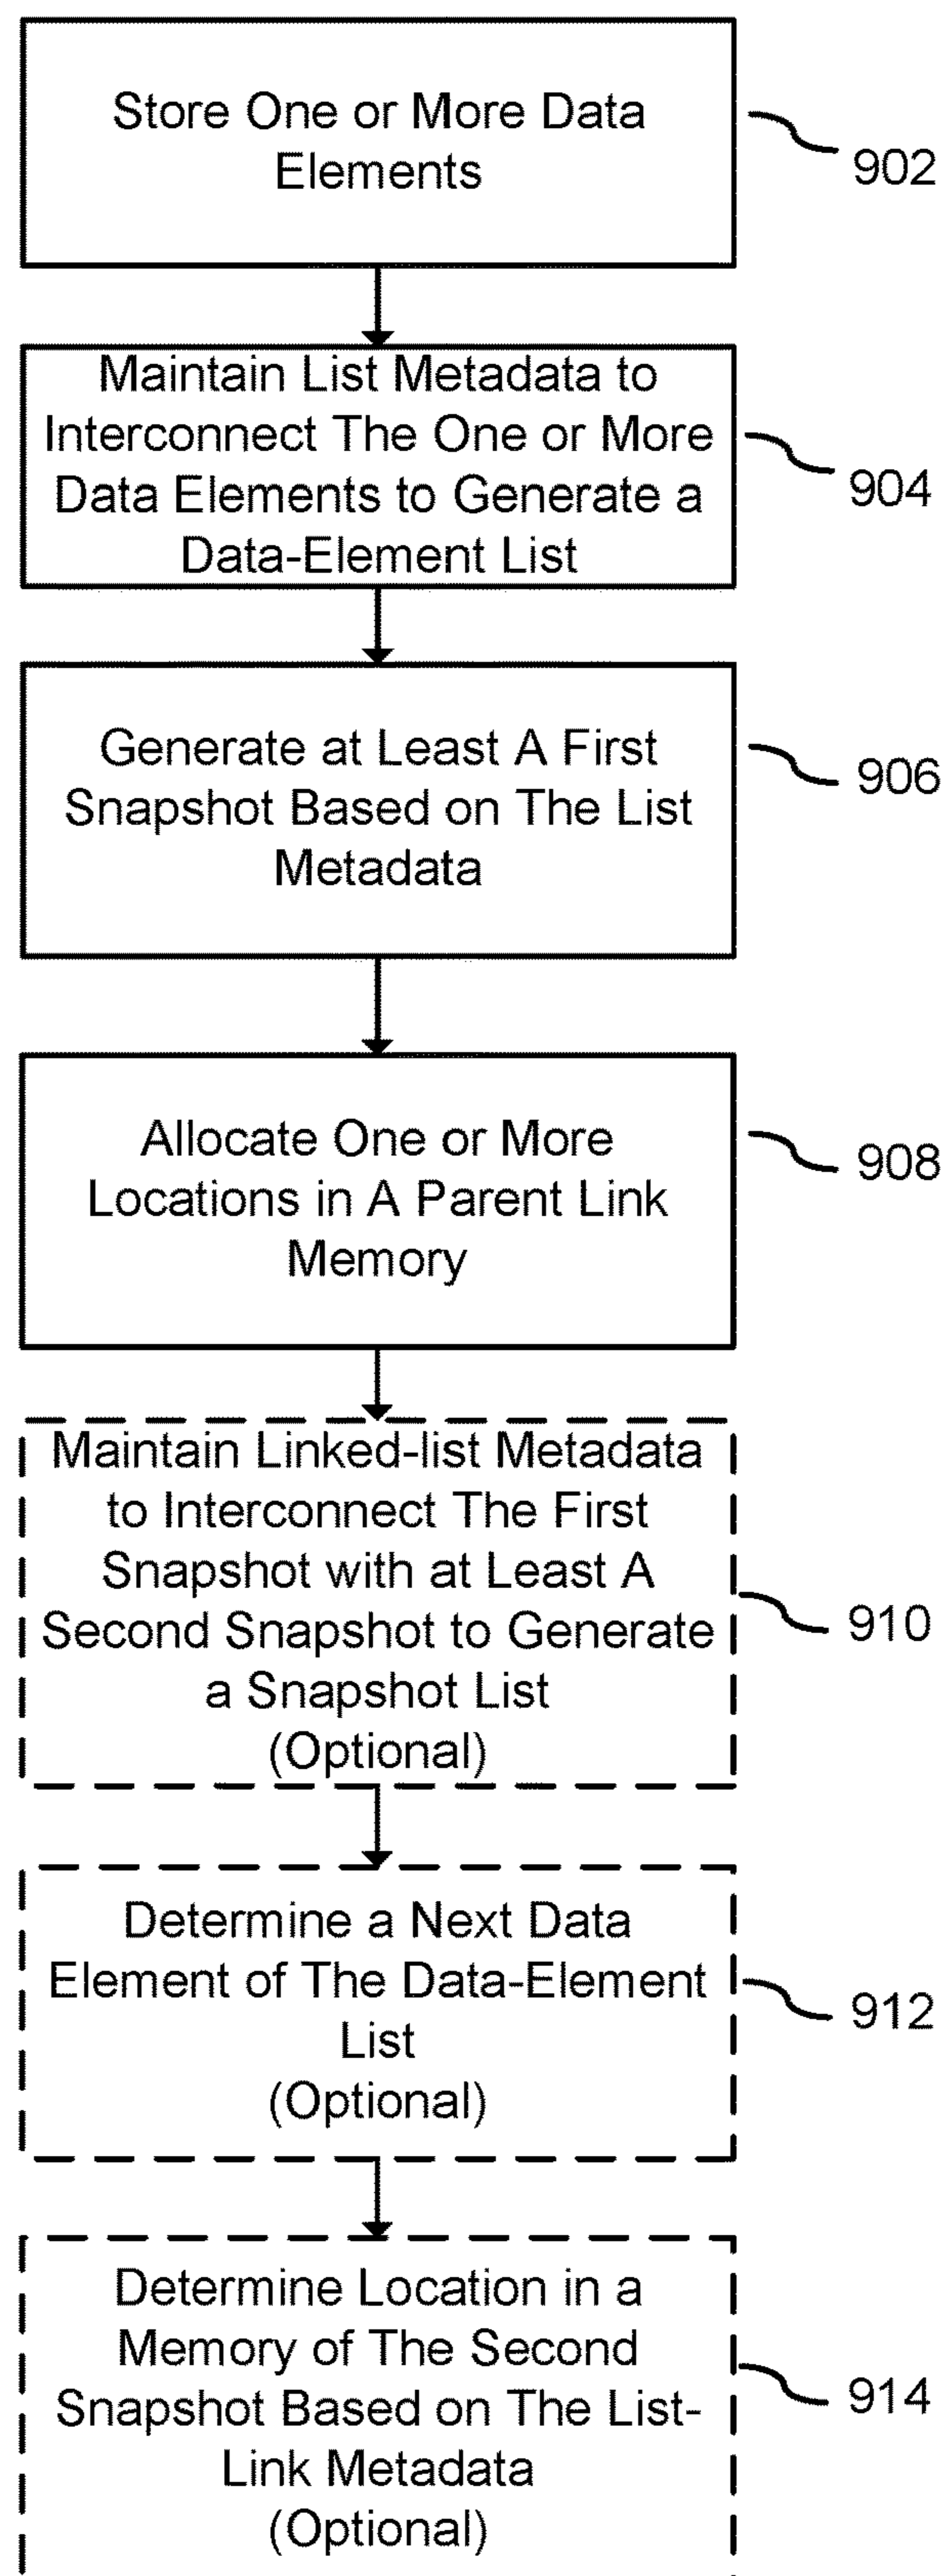 Store One or More Data
Elements
902
Maintain List Metadata to
Interconnect The One or More
Data Elements to Generate a
Data-Element List
904
Generate at Least A First
Snapshot Based on The List
Metadata
906
Allocate One or More
Locations in A Parent Link
Memory
908
Maintain Linked-list Metadata
to Interconnect The First
Snapshot with at Least A
Second Snapshot to Generate
a Snapshot List
(Optional)
910
Determine a Next Data
Element of The Data-Element
List
(Optional)
912
Determine Location in a
Memory of The Second
Snapshot Based on The List-
Link Metadata
(Optional)
914